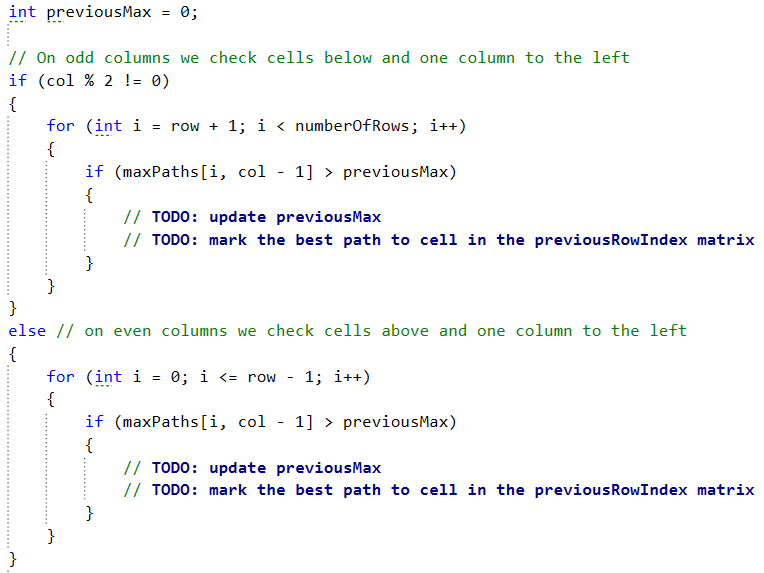 int previousMax = 0;
// On odd columns we check cells below and one column to the left
if (col % 2 != 0)
{
    for (int i = row + 1; i < numberOfRows; i++)
    {
        if (maxPaths[i, col - 1] > previousMax)
        {
            // TODO: update previousMax
            // TODO: mark the best path to cell in the previousRowIndex matrix
        }
    }
}
else // on even columns we check cells above and one column to the left
{
    for (int i = 0; i <= row - 1; i++)
    {
        if (maxPaths[i, col - 1] > previousMax)
        {
            // TODO: update previousMax
            // TODO: mark the best path to cell in the previousRowIndex matrix
        }
    }
}